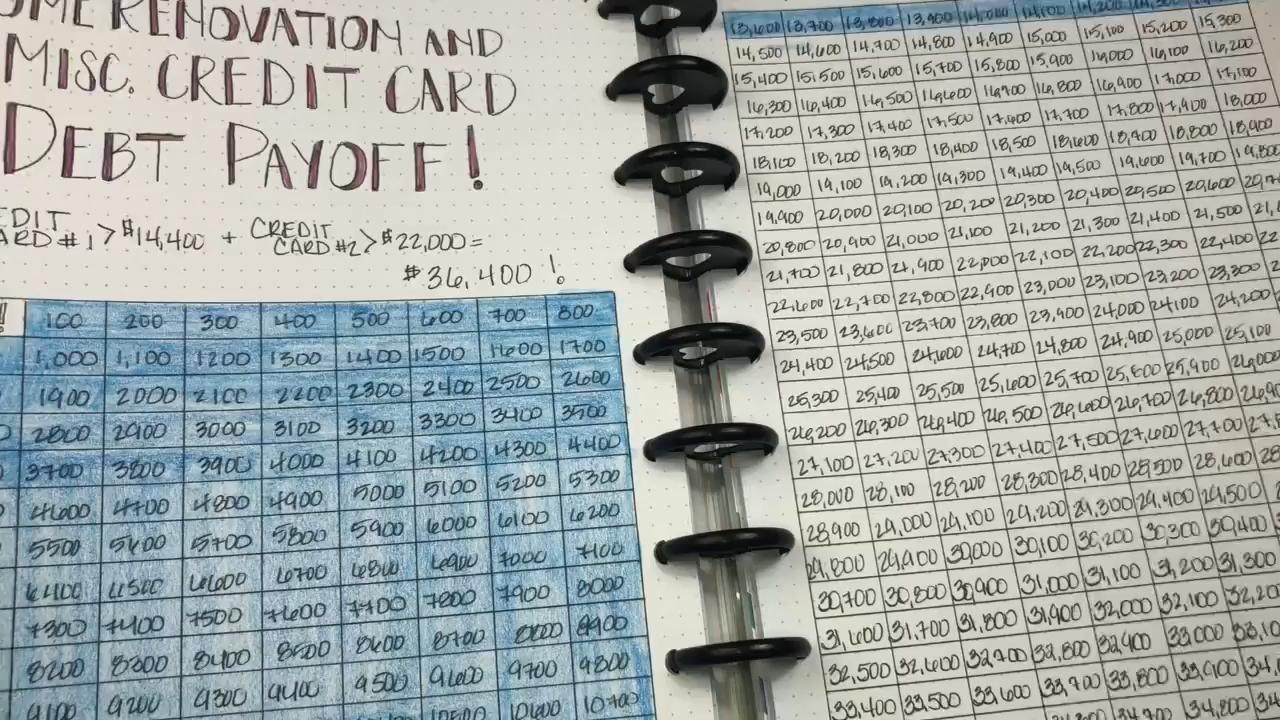 OME RENOVATION AND
MISC. CREDIT CARD
DEBT PAYOFF!
EDIT
ARD #1 > $14,400 + CREDIT
CARD #2 > $22,000 =
$36,400!
100 200 300 400 500 600 700 800
1,000 1,100 1200 1300 1400 1500 1600 1700
1900 2000 2100 2200 2300 2400 2500 2600
2800 2900 3000 3100 3200 3300 3400 3500
3700 3800 3900 4000 4100 4200 4300 4400
4600 4700 4800 4900 5000 5100 5200 5300
5500 5600 5700 5800 5900 6000 6100 6200
6400 6500 6600 6700 6800 6900 7000 7100
7300 7400 7500 7600 7700 7800 7900 8000
8200 8300 8400 8500 8600 8700 8800 8900
9100 9200 9300 9400 9500 9600 9700 9800
10600 10700
13,600 13,700 13,800 13,900 14,000 14,100 14,200
14,500 14,600 14,700 14,800 14,900 15,000 15,100 15,200 15,300
15,400 15,500 15,600 15,700 15,800 15,900 16,000 16,100 16,200
16,300 16,400 16,500 16,600 16,700 16,800 16,900 17,000 17,100
17,200 17,300 17,400 17,500 17,600 17,700 17,800 17,900 18,000
18,100 18,200 18,300 18,400 18,500 18,600 18,700 18,800 18,900
19,000 19,100 19,200 19,300 19,400 19,500 19,600 19,700 19,800
19,900 20,000 20,100 20,200 20,300 20,400 20,500 20,600
20,800 20,900 21,000 21,100 21,200 21,300 21,400 21,500
21,700 21,800 21,900 22,000 22,100 22,200 22,300 22,400 22
22,600 22,700 22,800 22,900 23,000 23,100 23,200 23,300
23,500 23,600 23,700 23,800 23,900 24,000 24,100 24,200
24,400 24,500 24,600 24,700 24,800 24,900 25,000 25,100
25,300 25,400 25,500 25,600 25,700 25,800 25,900 26,000
26,200 26,300 26,400 26,500 26,600 26,700 26,800 26,9
27,100 27,200 27,300 27,400 27,500 27,600 27,700
28,000 28,100 28,200 28,300 28,400 28,500 28,600 28
28,900 29,000 29,100 29,200 29,300 29,400 29,500
29,800 29,900 30,000 30,100 30,200 30,300 30,400
30,700 30,800 30,900 31,000 31,100 31,200 31,300
31,600 31,700 31,800 31,900 32,000 32,100 32,20
32,500 32,600 32,700 32,800 32,900 33,000 33,10
33,400 33,500 33,600 33,700 33,800 33,900 34,
34,700 34,800